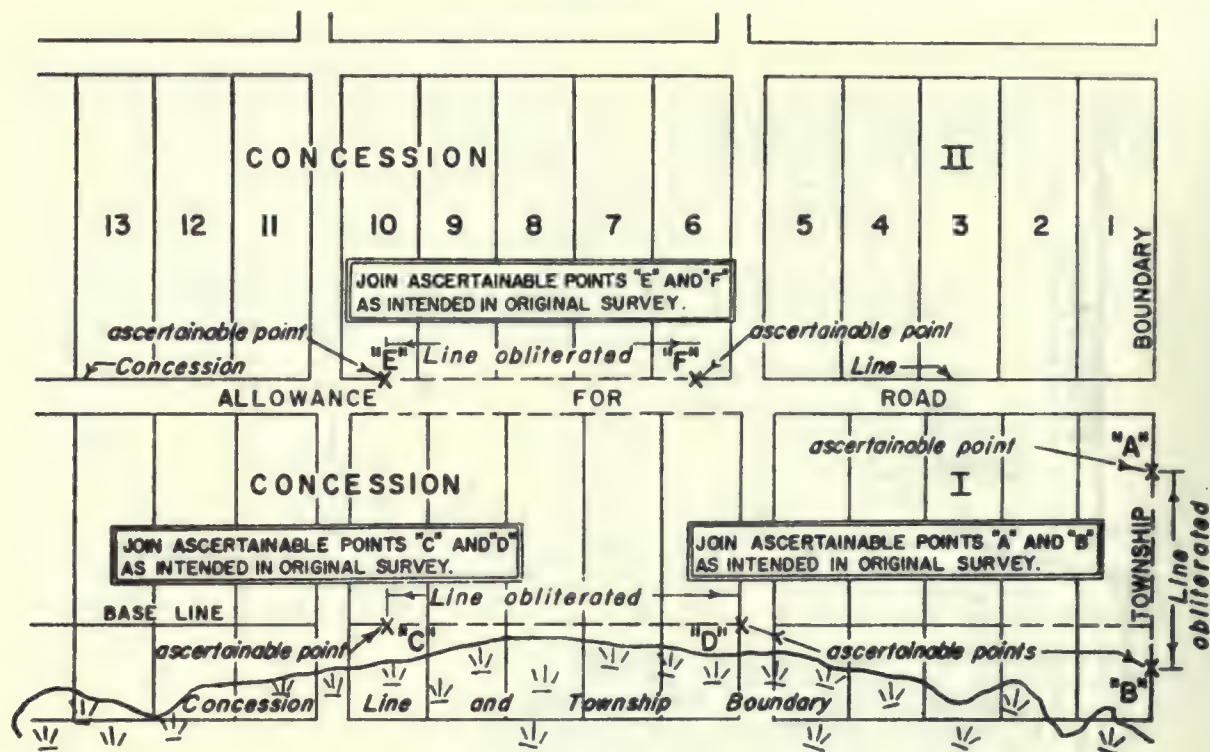 CONCESSION II
13 12 11 10 9 8 7 6 5 4 3 2 1
BOUNDARY
JOIN ASCERTAINABLE POINTS "E" AND "F"
AS INTENDED IN ORIGINAL SURVEY.
ascertainable point
ascertainable point
"E" Line obliterated "F"
Concession
Line
ALLOWANCE FOR ROAD
ascertainable point
"A"
CONCESSION I
JOIN ASCERTAINABLE POINTS "C" AND "D"
AS INTENDED IN ORIGINAL SURVEY.
JOIN ASCERTAINABLE POINTS "A" AND "B"
AS INTENDED IN ORIGINAL SURVEY.
TOWNSHIP
Line
obliterated
Line obliterated
BASE LINE
ascertainable point
"C"
"D"
ascertainable points
"B"
Concession Line and Township Boundary